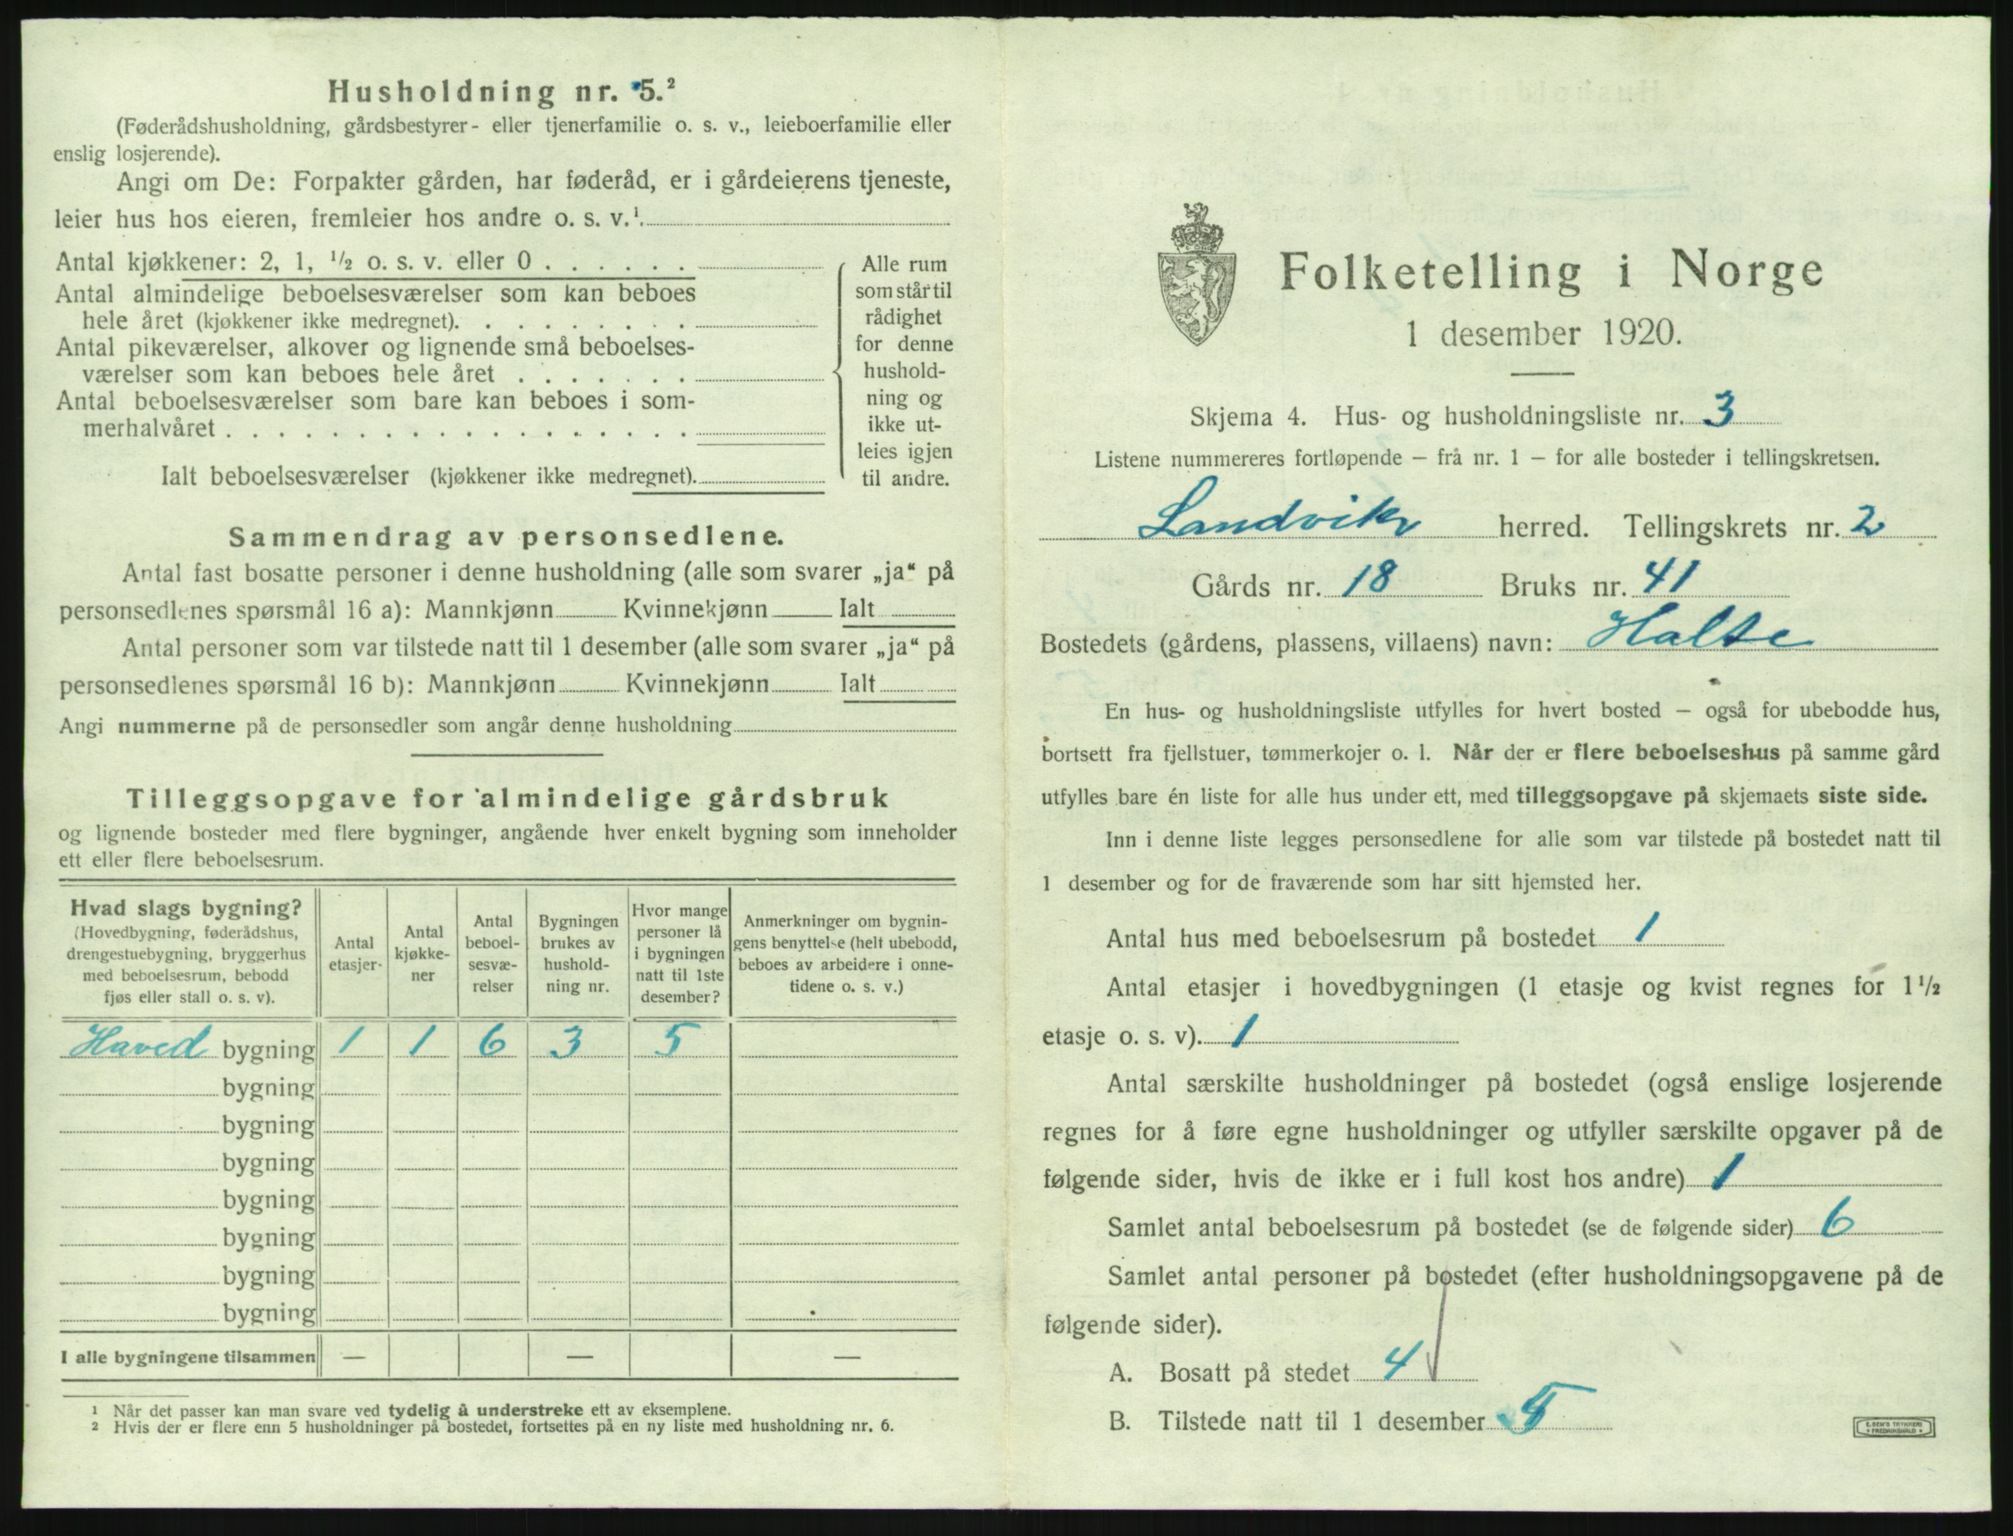 Husholdning nr. 5.²
(Føderådshusholdning, gårdsbestyrer- eller tjenerfamilie o. s. v., leieboerfamilie eller
enslig losjerende).
Angi om De: Forpakter gården, har føderåd, er i gårdeierens tjeneste,
leier hus hos eieren, fremleier hos andre o. s. v.¹.
Antal kjøkkener: 2, 1, ¹/₂ o. s. v. eller 0 . . . . . .
Antal almindelige beboelsesværelser som kan beboes
hele året (kjøkkener ikke medregnet). . . . . . . . .
Antal pikeværelser, alkover og lignende små beboelses-
værelser som kan beboes hele året . . . . . . .
Antal beboelsesværelser som bare kan beboes i som-
merhalvåret . . . . . . . . . . . . . . . . . .
Ialt beboelsesværelser (kjøkkener ikke medregnet).
Alle rum
som står til
rådighet
for denne
hushold-
ning og
ikke ut-
leies igjen
til andre.
Sammendrag av personsedlene.
Antal fast bosatte personer i denne husholdning (alle som svarer „ja“ på
personsedlenes spørsmål 16 a): Mannkjønn Kvinnekjønn Ialt
Antal personer som var tilstede natt til 1 desember (alle som svarer „ja“ på
personsedlenes spørsmål 16 b): Mannkjønn Kvinnekjønn Ialt
Angi nummerne på de personsedler som angår denne husholdning
Tilleggsopgave for almindelige gårdsbruk
og lignende bosteder med flere bygninger, angående hver enkelt bygning som inneholder
ett eller flere beboelsesrum.
Hvad slags bygning?
(Hovedbygning, føderådshus,
drengestuebygning, bryggerhus
med beboelsesrum, bebodd
fjøs eller stall o. s. v).
Antal
etasjer-
Antal
kjøkke-
ner
Antal
beboel-
sesvæ-
relser
Bygningen
brukes av
hushold-
ning nr.
Hvor mange
personer lå
i bygningen
natt til 1ste
desember?
Anmerkninger om bygnin-
gens benyttelse (helt ubebodd,
beboes av arbeidere i onne-
tidene o. s. v.)
Haved bygning 1 1 6 3 5
bygning
bygning
bygning
bygning
bygning
bygning
bygning
I alle bygningene tilsammen — — —
¹ Når det passer kan man svare ved tydelig å understreke ett av eksemplene.
² Hvis der er flere enn 5 husholdninger på bostedet, fortsettes på en ny liste med husholdning nr. 6.
Folketelling i Norge
1 desember 1920.
Skjema 4. Hus- og husholdningsliste nr. 3
Listene nummereres fortløpende — frå nr. 1 — for alle bosteder i tellingskretsen.
Landvik herred. Tellingskrets nr. 2
Gårds nr. 18 Bruks nr. 41
Bostedets (gårdens, plassens, villaens) navn: Halte
En hus- og husholdningsliste utfylles for hvert bosted — også for ubebodde hus,
bortsett fra fjellstuer, tømmerkojer o. l. Når der er flere beboelseshus på samme gård
utfylles bare én liste for alle hus under ett, med tilleggsopgave på skjemaets siste side.
Inn i denne liste legges personsedlene for alle som var tilstede på bostedet natt til
1 desember og for de fraværende som har sitt hjemsted her.
Antal hus med beboelsesrum på bostedet 1
Antal etasjer i hovedbygningen (1 etasje og kvist regnes for 1¹/₂
etasje o. s. v). 1
Antal særskilte husholdninger på bostedet (også enslige losjerende
regnes for å føre egne husholdninger og utfyller særskilte opgaver på de
følgende sider, hvis de ikke er i full kost hos andre) 1
Samlet antal beboelsesrum på bostedet (se de følgende sider) 6
Samlet antal personer på bostedet (efter husholdningsopgavene på de
følgende sider).
A. Bosatt på stedet 4
B. Tilstede natt til 1 desember 5